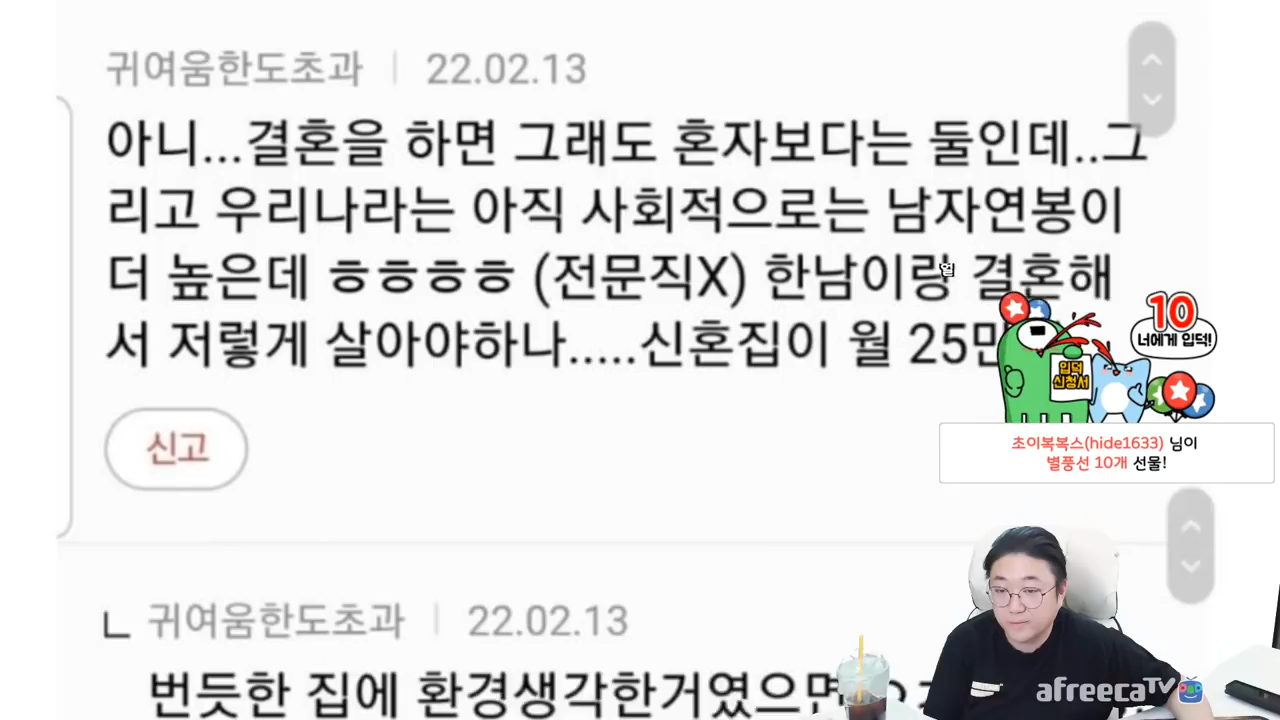 귀여움한도초과 | 22.02.13
아니...결혼을 하면 그래도 혼자보다는 둘인데..그
리고 우리나라는 아직 사회적으로는 남자연봉이
더 높은데 ㅎㅎㅎㅎ (전문직X) 한남이랑 결혼해
서 저렇게 살아야하나.....신혼집이 월 25만
열
10
너에게 입덕!
입덕
신청서
신고
초이복복스(hide1633) 님이
별풍선 10개 선물!
ㄴ 귀여움한도초과 | 22.02.13
번듯한 집에 환경생각한거였으면
afreecaTV